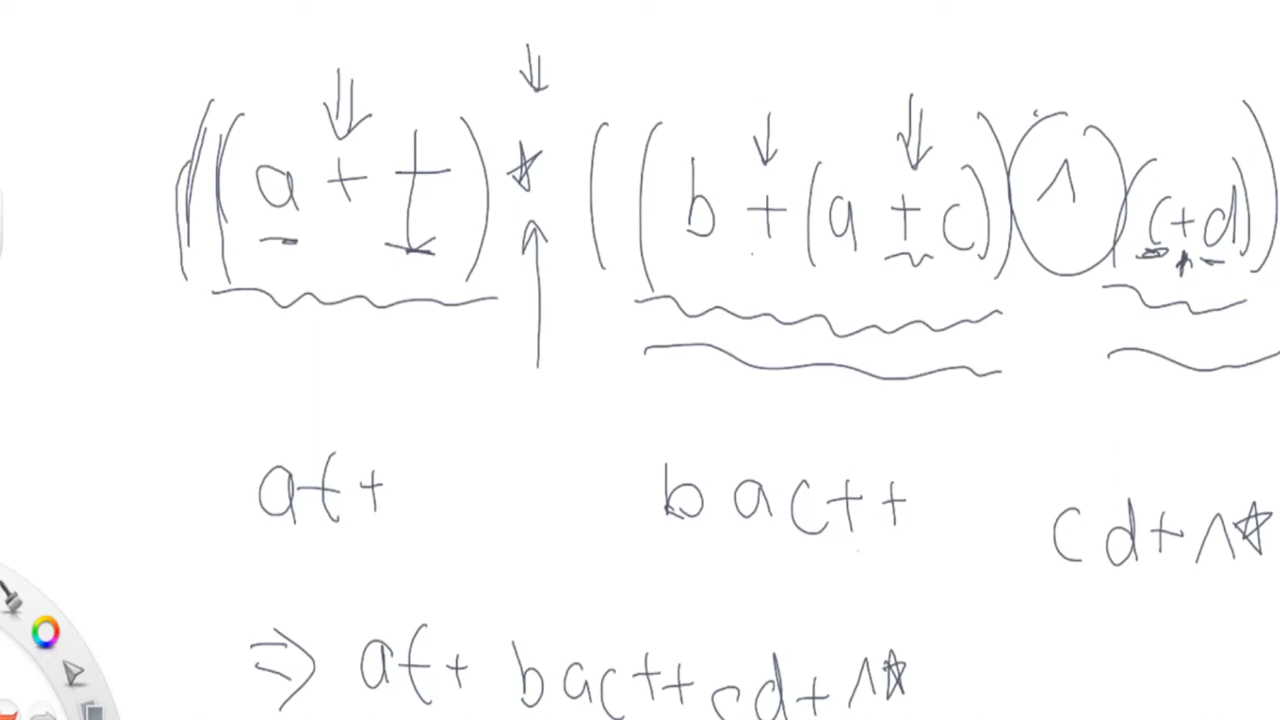 ((a + t) * ((b + (a + c)) ^ (c + d))
at+ bac++ cd+^*
⇒ at+ bac++cd+^*